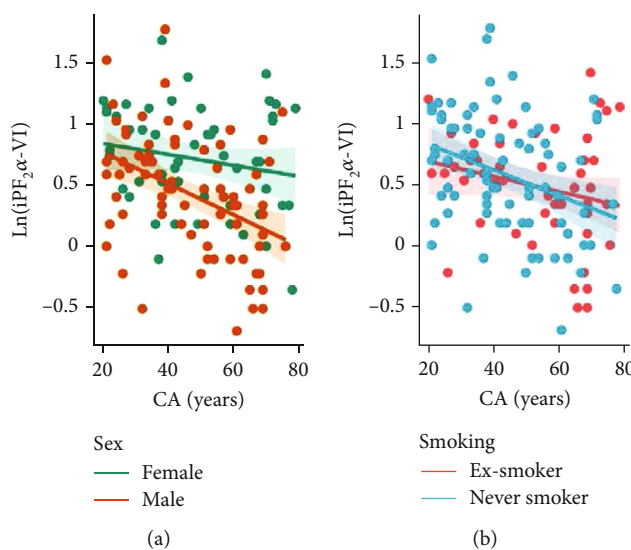 Ln(iPF₂α-VI)
1.5
1
0.5
0
−0.5
20 40 60 80
CA (years)
Sex
Female
Male
(a)
Ln(iPF₂α-VI)
1.5
1
0.5
0
−0.5
20 40 60 80
CA (years)
Smoking
Ex-smoker
Never smoker
(b)